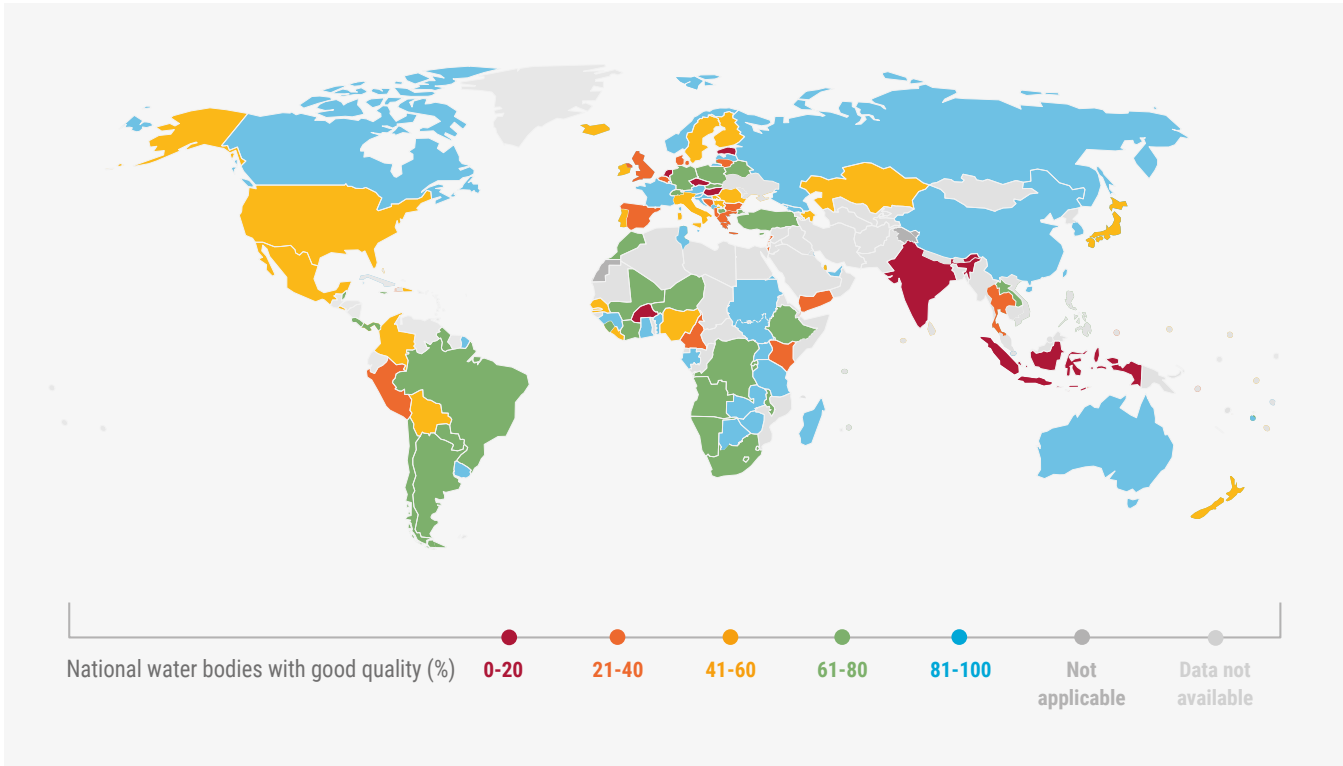 National water bodies with good quality (%)
0-20
21-40
41-60
61-80
81-100
Not
applicable
Data not
available